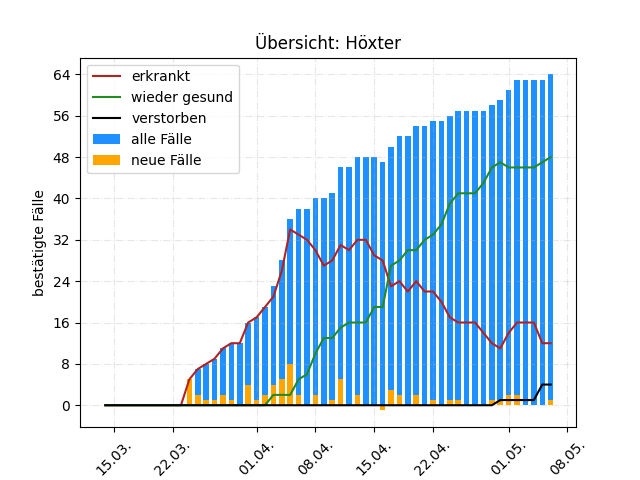 Übersicht: Höxter
erkrankt
wieder gesund
verstorben
alle Fälle
neue Fälle
bestätigte Fälle
64
56
48
40
32
24
16
8
0
15.03.
22.03.
01.04.
08.04.
15.04.
22.04.
01.05.
08.05.